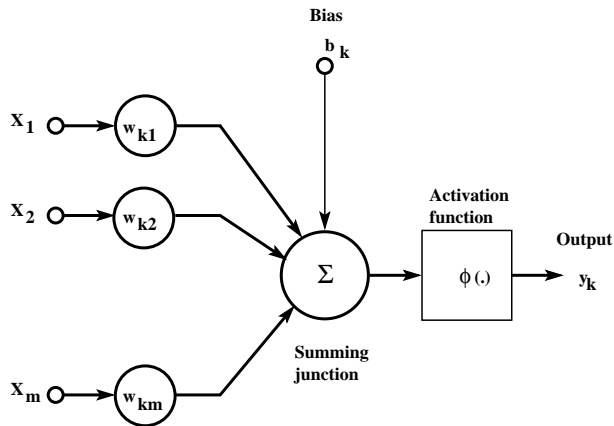 Bias
b k
X 1
w k1
X 2
w k2
Activation
function
Output
Σ
ϕ (.)
y k
Summing
junction
X m
w km